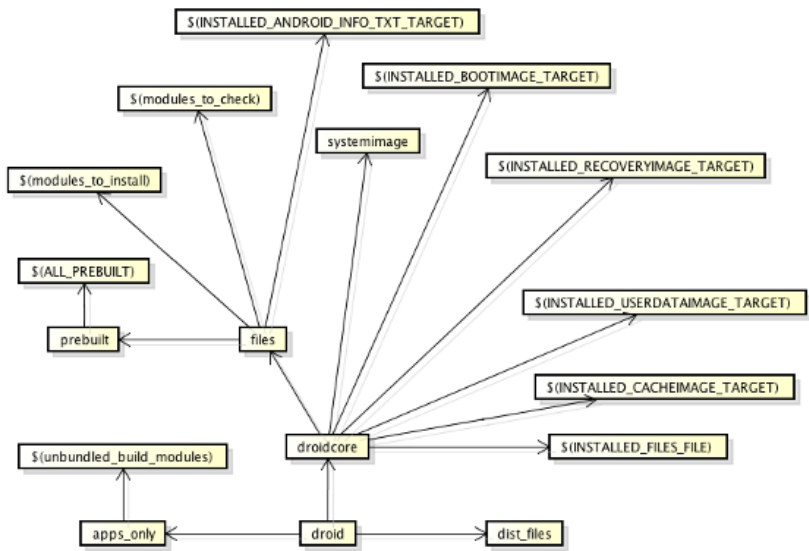 $(INSTALLED_ANDROID_INFO_TXT_TARGET)
$(INSTALLED_BOOTIMAGE_TARGET)
$(modules_to_check)
systemimage
$(INSTALLED_RECOVERYIMAGE_TARGET)
$(modules_to_install)
$(ALL_PREBUILT)
$(INSTALLED_USERDATAIMAGE_TARGET)
prebuilt
files
$(INSTALLED_CACHEIMAGE_TARGET)
droidcore
$(INSTALLED_FILES_FILE)
$(unbundled_build_modules)
apps_only
droid
dist_files